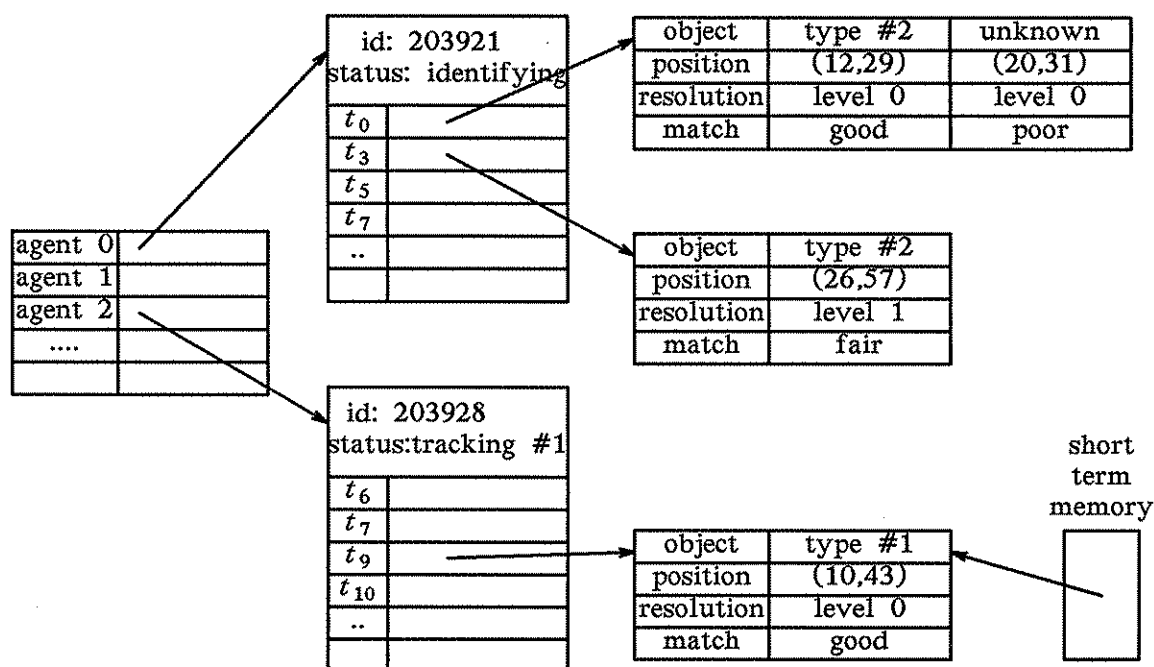 agent 0
agent 1
agent 2
....
id: 203921
status: identifying
t0
t3
t5
t7
..
object type #2 unknown
position (12,29) (20,31)
resolution level 0 level 0
match good poor
object type #2
position (26,57)
resolution level 1
match fair
id: 203928
status:tracking #1
t6
t7
t9
t10
..
object type #1
position (10,43)
resolution level 0
match good
short
term
memory